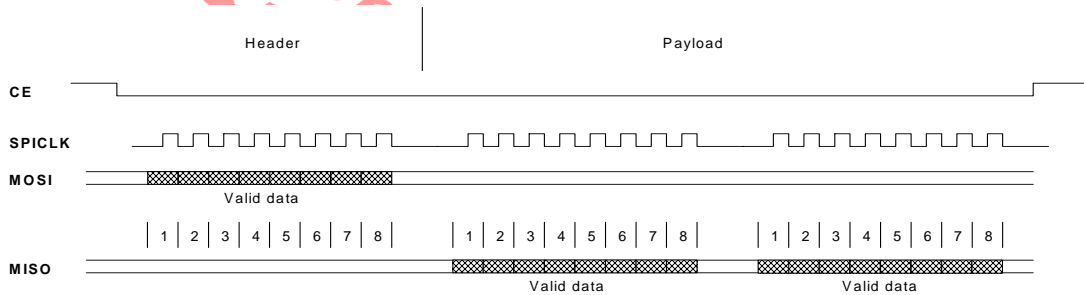 Header Payload
CE
SPICLK
MOSI
Valid data
1 2 3 4 5 6 7 8 1 2 3 4 5 6 7 8 1 2 3 4 5 6 7 8
MISO
Valid data Valid data